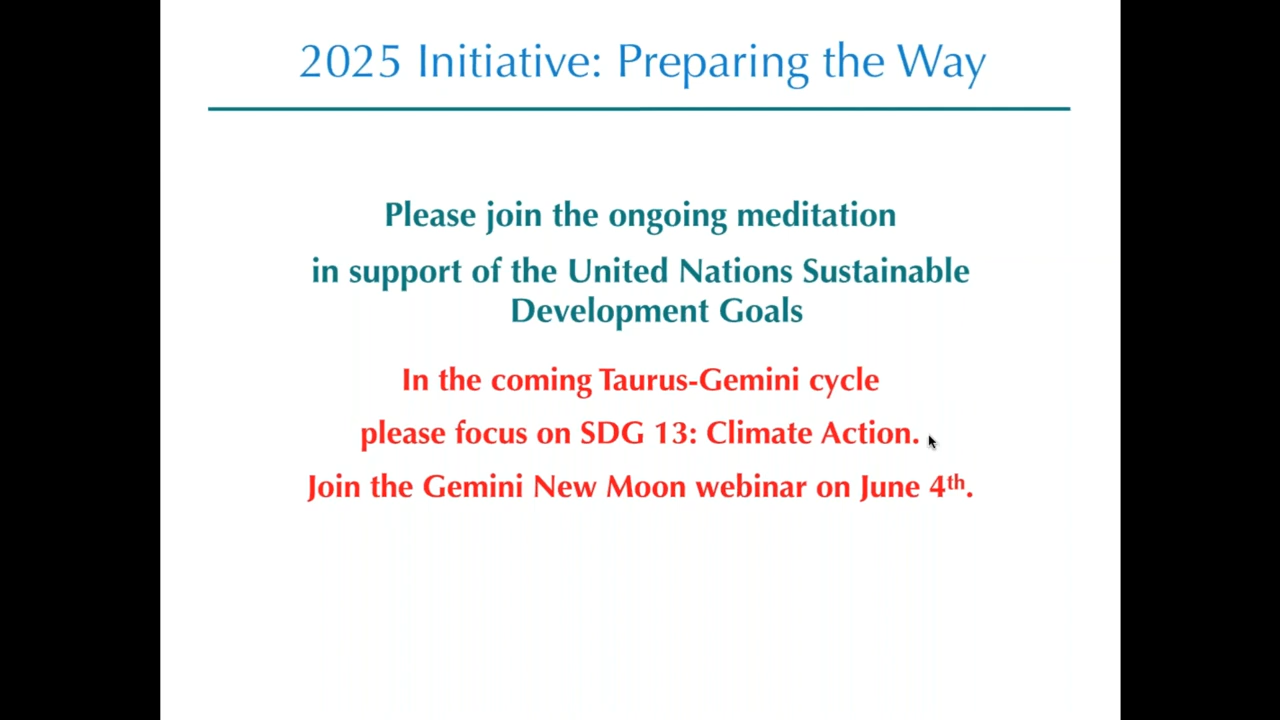 2025 Initiative: Preparing the Way
Please join the ongoing meditation
in support of the United Nations Sustainable
Development Goals
In the coming Taurus-Gemini cycle
please focus on SDG 13: Climate Action.
Join the Gemini New Moon webinar on June 4th.